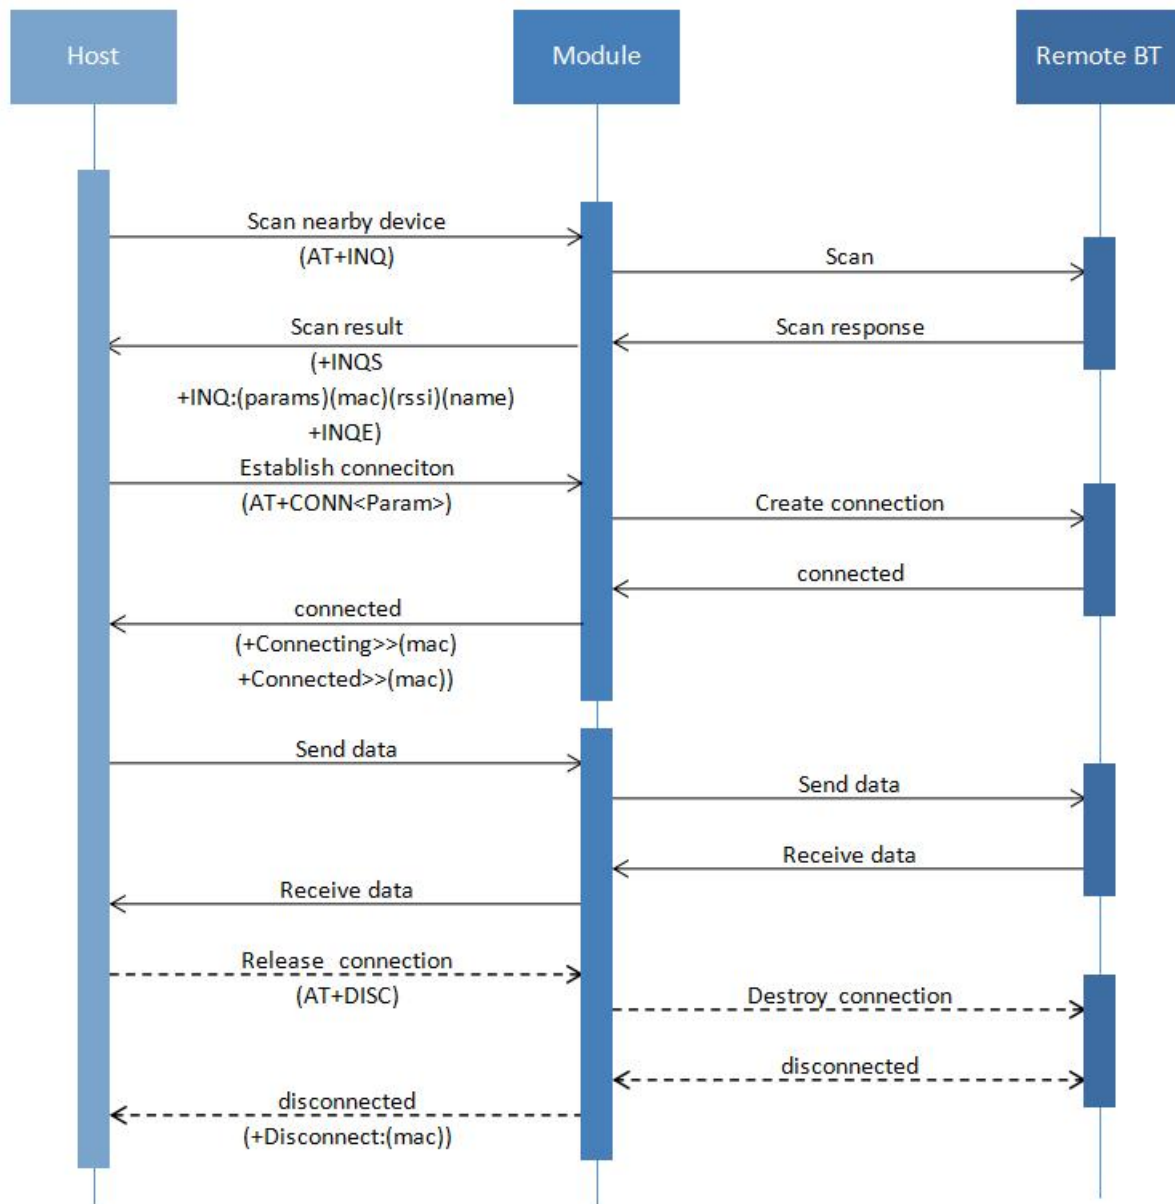 Host
Module
Remote BT
Scan nearby device
(AT+INQ)
Scan
Scan result
Scan response
(+INQS
+INQ:(params)(mac)(rssi)(name)
+INQE)
Establish conneciton
(AT+CONN<Param>)
Create connection
connected
connected
(+Connecting>>(mac)
+Connected>>(mac))
Send data
Send data
Receive data
Receive data
Release connection
(AT+DISC)
Destroy connection
disconnected
disconnected
(+Disconnect:(mac))